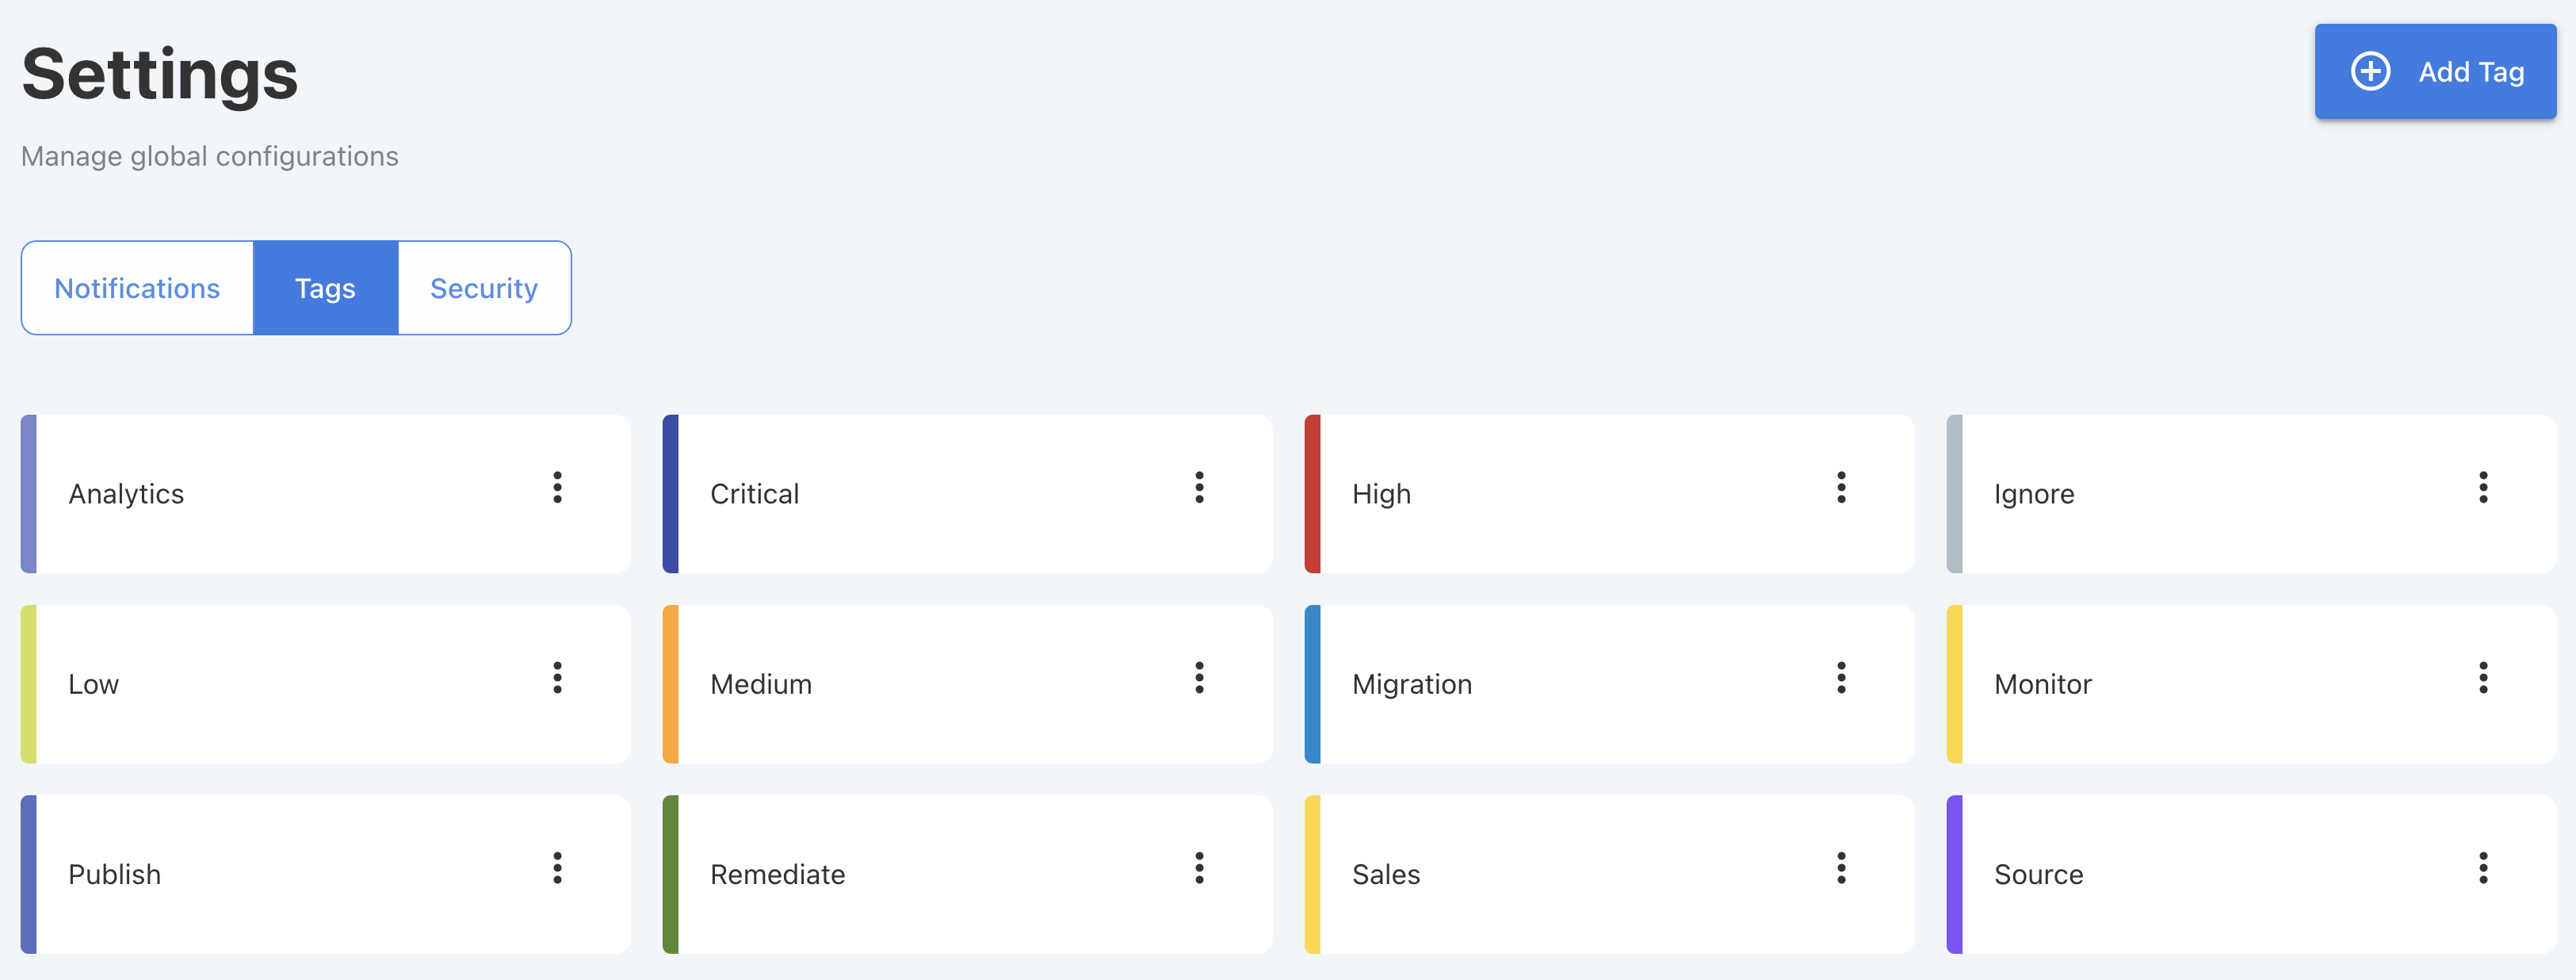 Settings
Add Tag
Manage global configurations
Notifications
Tags
Security
Analytics
Critical
High
Ignore
Low
Medium
Migration
Monitor
Publish
Remediate
Sales
Source